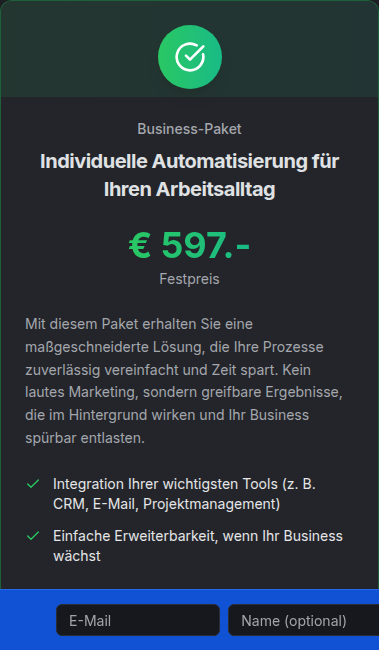 Business-Paket
Individuelle Automatisierung für
Ihren Arbeitsalltag
€ 597.-
Festpreis
Mit diesem Paket erhalten Sie eine
maßgeschneiderte Lösung, die Ihre Prozesse
zuverlässig vereinfacht und Zeit spart. Kein
lautes Marketing, sondern greifbare Ergebnisse,
die im Hintergrund wirken und Ihr Business
spürbar entlasten.
Integration Ihrer wichtigsten Tools (z. B.
CRM, E-Mail, Projektmanagement)
Einfache Erweiterbarkeit, wenn Ihr Business
wächst
E-Mail
Name (optional)